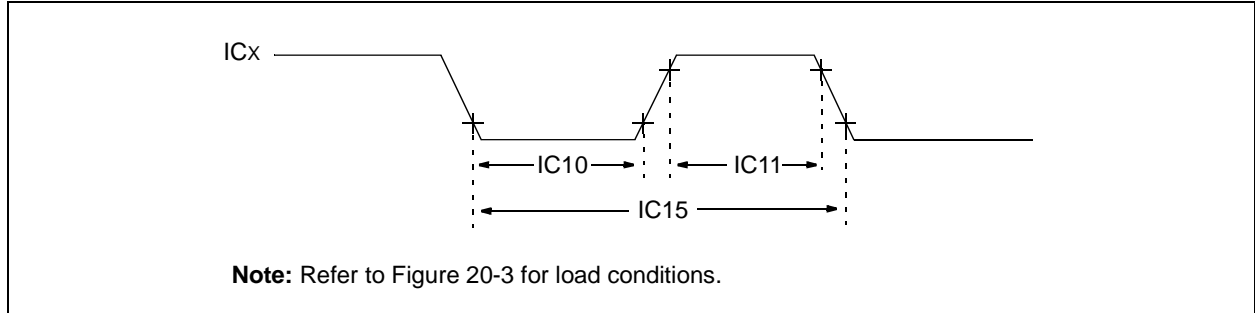 ICX
IC10
IC11
IC15
Note: Refer to Figure 20-3 for load conditions.